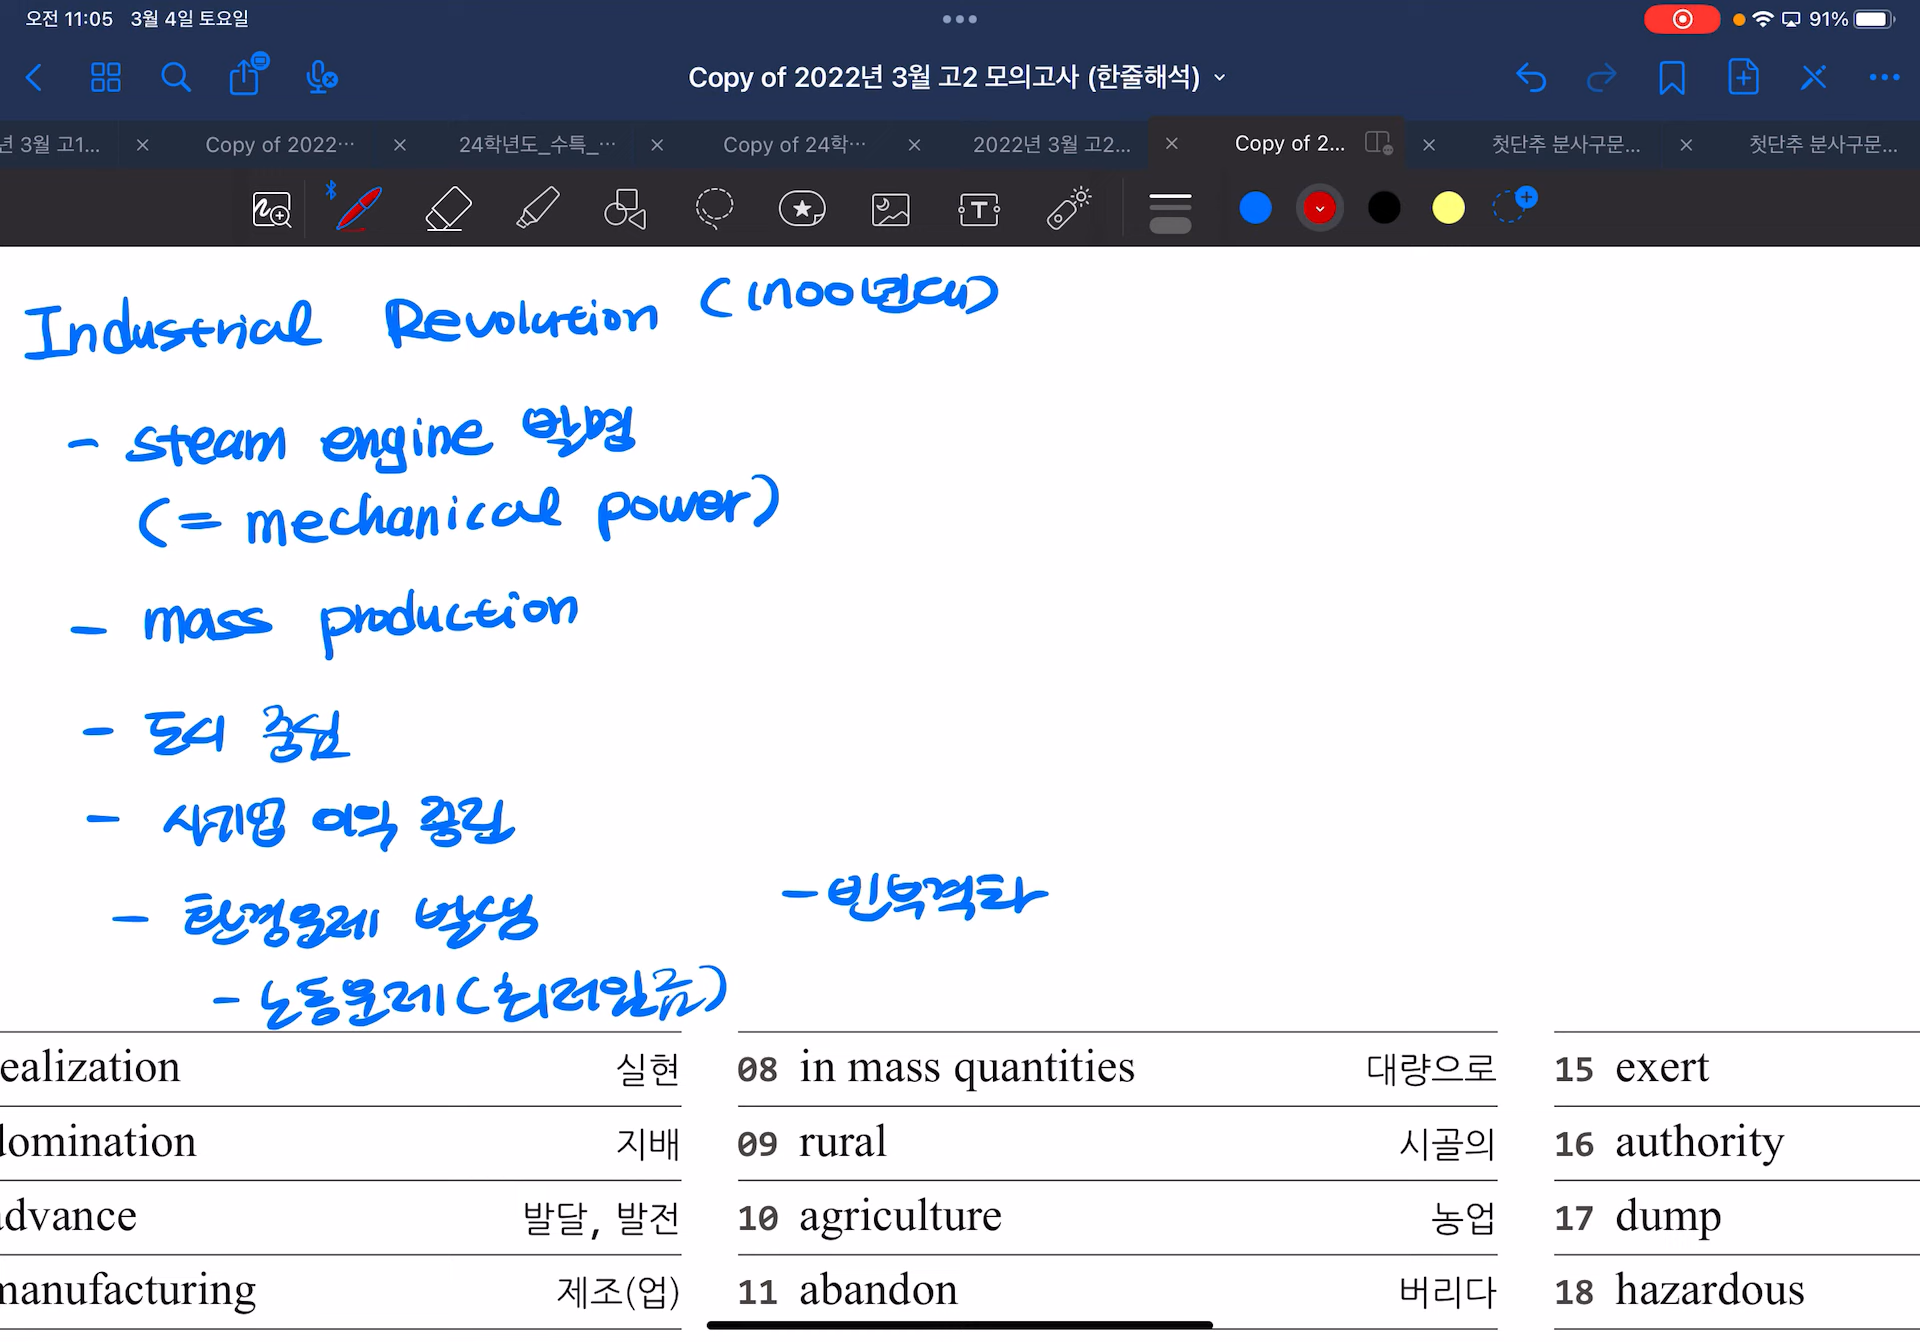 오전 11:05 3월 4일 토요일
91%
Copy of 2022년 3월 고2 모의고사 (한줄해석)
년 3월 고1...
Copy of 2022...
24학년도_수특_...
Copy of 24학...
2022년 3월 고2...
Copy of 2...
첫단추 분사구문...
첫단추 분사구문...
Industrial Revolution (1700년대)
- steam engine 발명
(= mechanical power)
- mass production
- 도시 중심
- 사기업 이익 중심
- 환경문제 발생
- 빈부격차
- 노동문제 (최저임금)
ealization 실현
domination 지배
advance 발달, 발전
manufacturing 제조(업)
08 in mass quantities 대량으로
09 rural 시골의
10 agriculture 농업
11 abandon 버리다
15 exert
16 authority
17 dump
18 hazardous